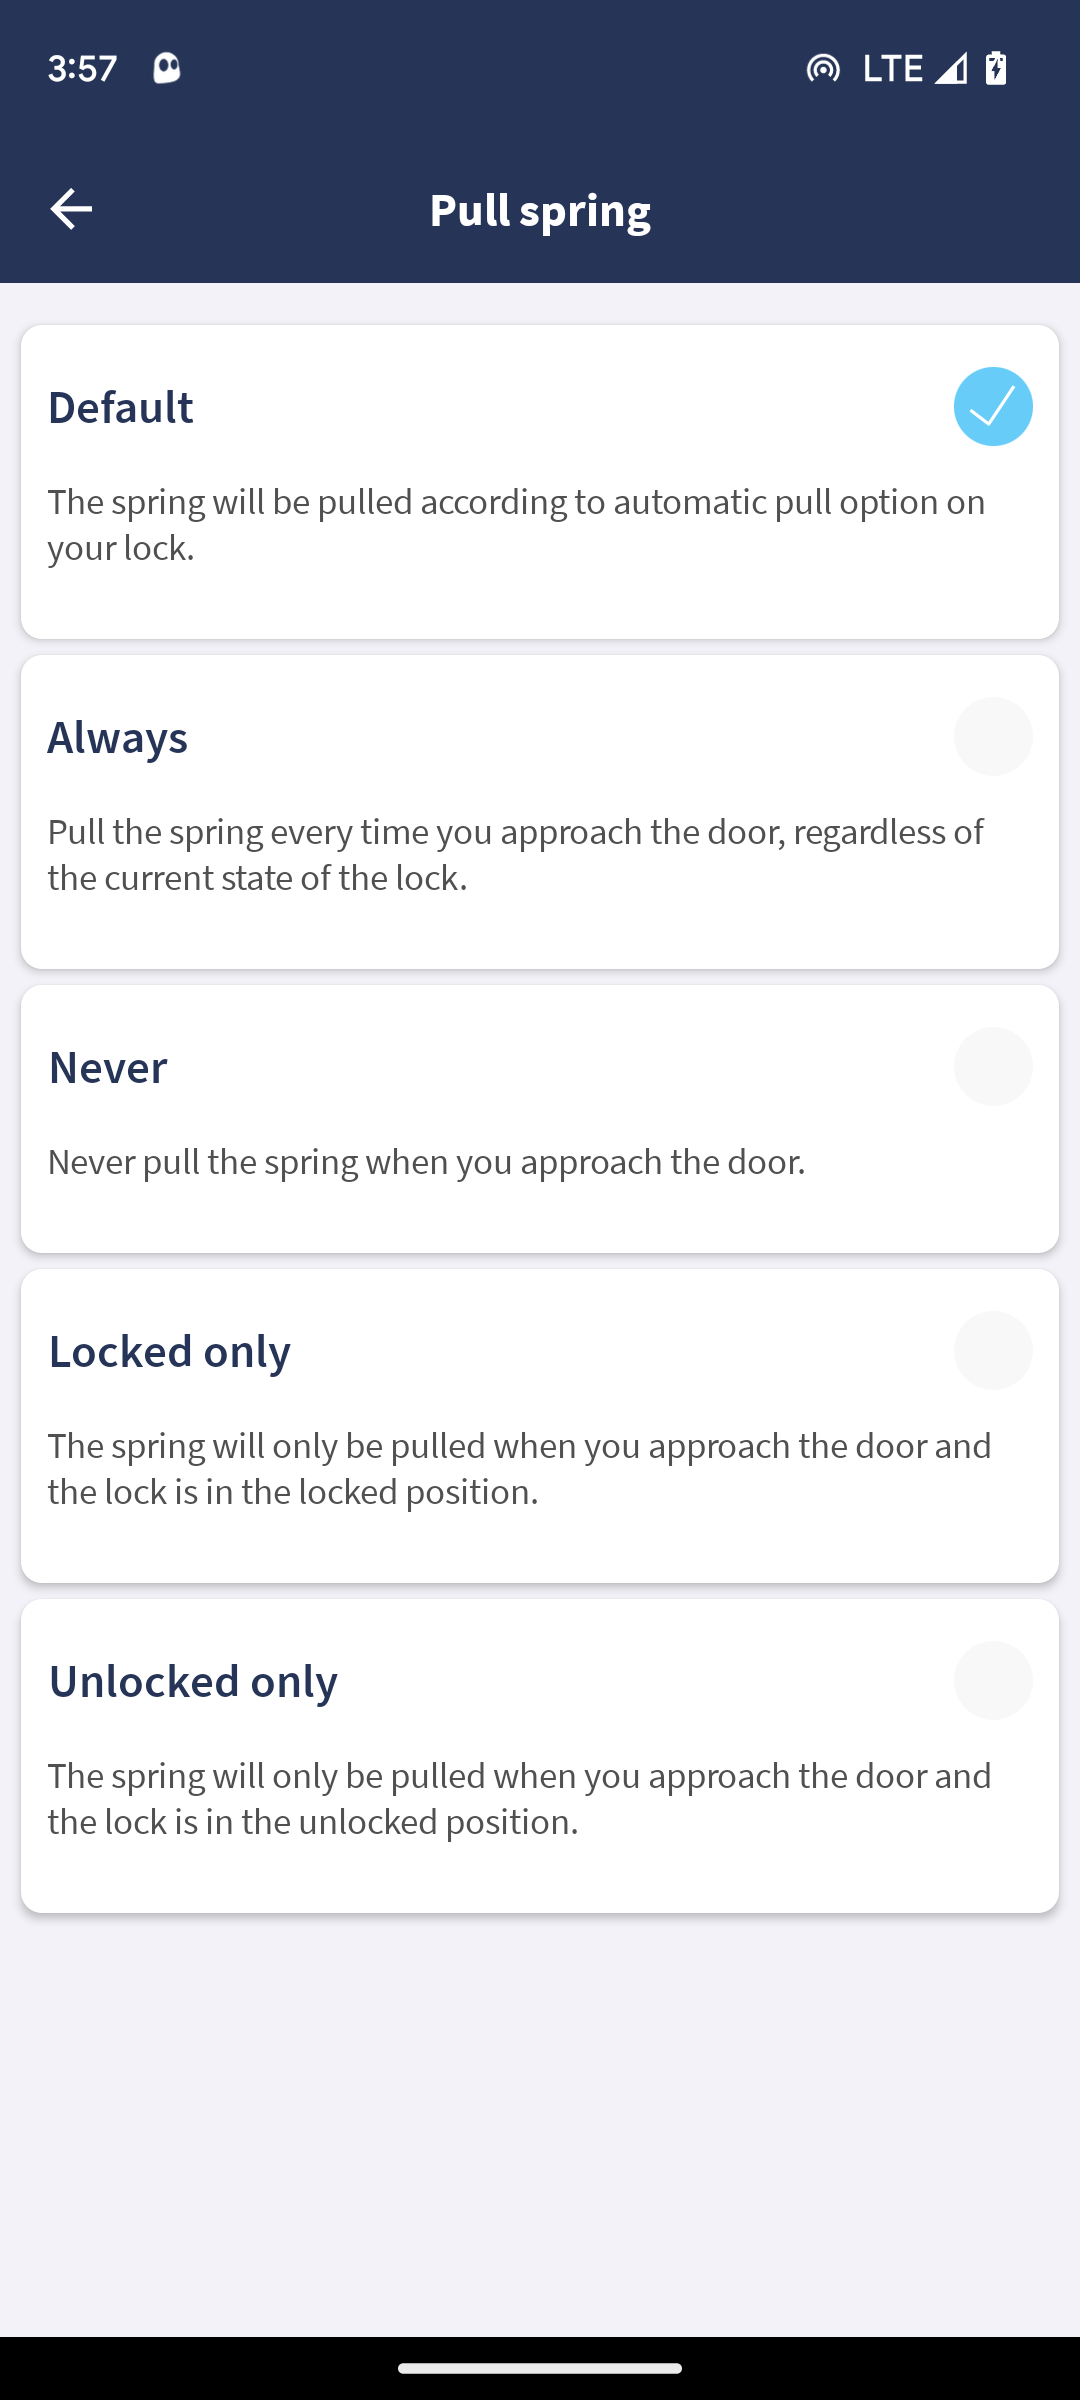 3:57
LTE
Pull spring
Default
The spring will be pulled according to automatic pull option on
your lock.
Always
Pull the spring every time you approach the door, regardless of
the current state of the lock.
Never
Never pull the spring when you approach the door.
Locked only
The spring will only be pulled when you approach the door and
the lock is in the locked position.
Unlocked only
The spring will only be pulled when you approach the door and
the lock is in the unlocked position.